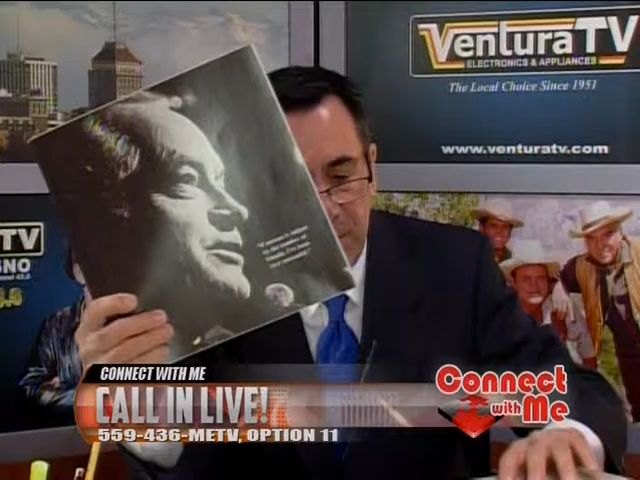 VenturaTV
ELECTRONICS & APPLIANCES
The Local Choice Since 1951
www.venturatv.com
TV
CONNECT WITH ME
CALL IN LIVE!
559-436-METV, OPTION 11
Connect
with Me